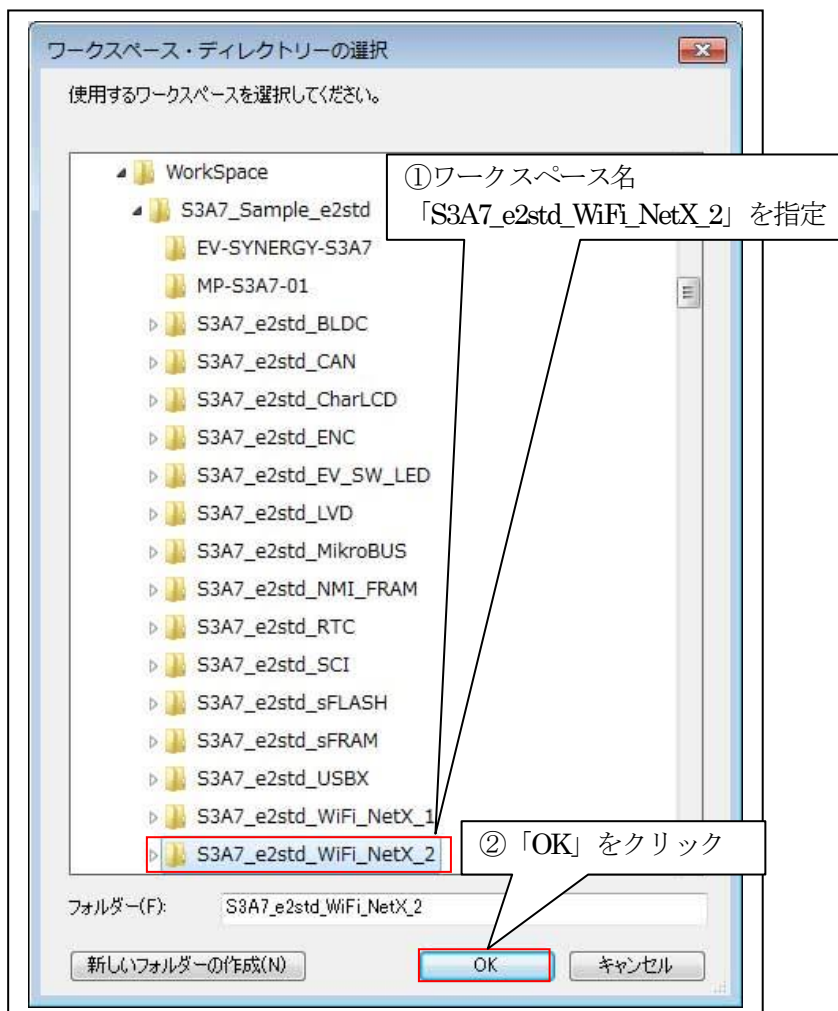 ワークスペース・ディレクトリーの選択
使用するワークスペースを選択してください。
WorkSpace
①ワークスペース名
「S3A7_e2std_WiFi_NetX_2」を指定
S3A7_Sample_e2std
EV-SYNERGY-S3A7
MP-S3A7-01
S3A7_e2std_BLDC
S3A7_e2std_CAN
S3A7_e2std_CharLCD
S3A7_e2std_ENC
S3A7_e2std_EV_SW_LED
S3A7_e2std_LVD
S3A7_e2std_MikroBUS
S3A7_e2std_NMI_FRAM
S3A7_e2std_RTC
S3A7_e2std_SCI
S3A7_e2std_sFLASH
S3A7_e2std_sFRAM
S3A7_e2std_USBX
S3A7_e2std_WiFi_NetX_1
S3A7_e2std_WiFi_NetX_2
②「OK」をクリック
フォルダー(F): S3A7_e2std_WiFi_NetX_2
新しいフォルダーの作成(N) OK キャンセル